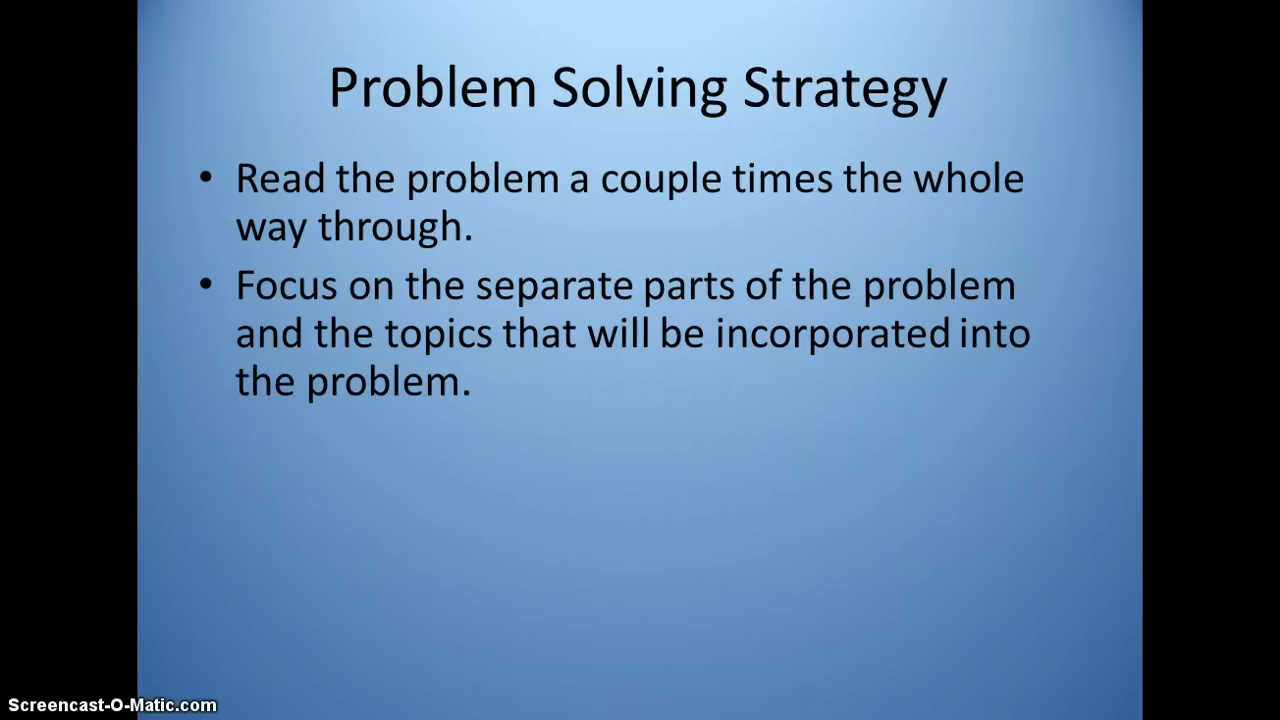 Problem Solving Strategy
• Read the problem a couple times the whole
way through.
• Focus on the separate parts of the problem
and the topics that will be incorporated into
the problem.
Screencast-O-Matic.com